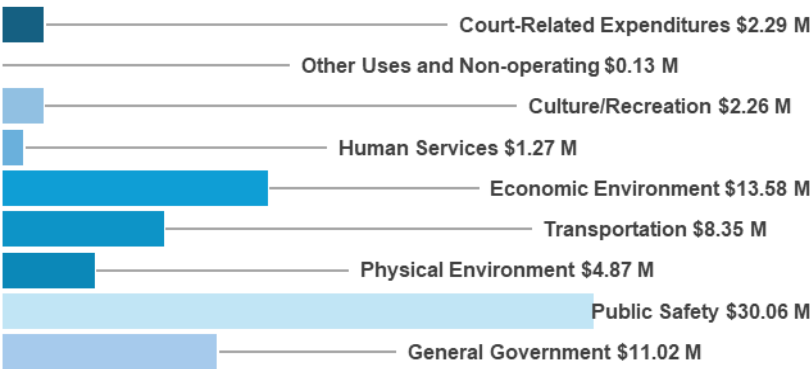 Court-Related Expenditures $2.29 M
Other Uses and Non-operating $0.13 M
Culture/Recreation $2.26 M
Human Services $1.27 M
Economic Environment $13.58 M
Transportation $8.35 M
Physical Environment $4.87 M
Public Safety $30.06 M
General Government $11.02 M